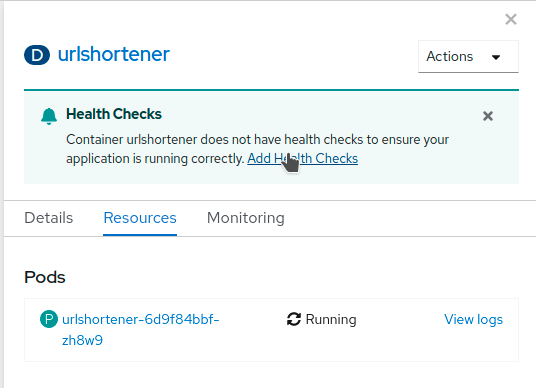 D urlshortener
Actions
Health Checks
Container urlshortener does not have health checks to ensure your
application is running correctly. Add Health Checks
Details Resources Monitoring
Pods
P urlshortener-6d9f84bbf- Running View logs
zh8w9